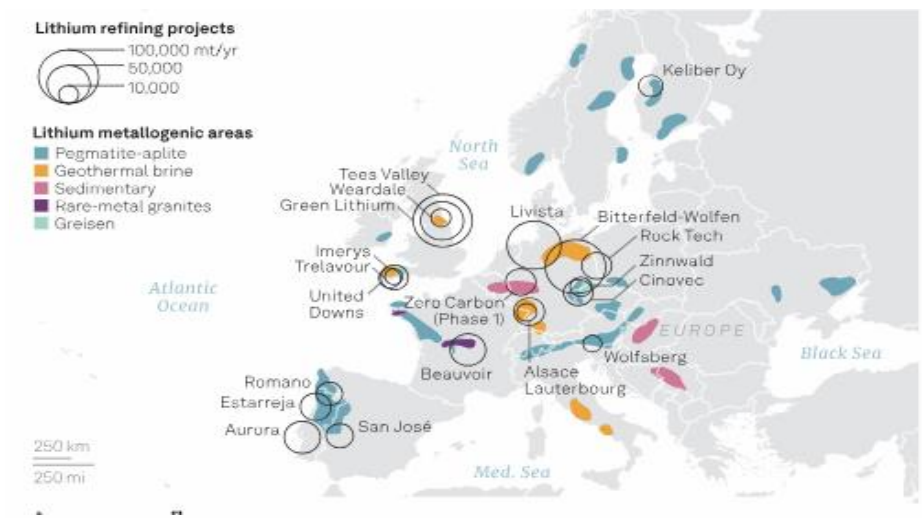 Lithium refining projects
100,000 mt/yr
50,000
10,000
Lithium metallogenic areas
Pegmatite-aplite
Geothermal brine
Sedimentary
Rare-metal granites
Greisen
Keliber Oy
North
Sea
Tees Valley
Weardale
Green Lithium
Livista
Bitterfeld-Wolfen
Rock Tech
Zinnwald
Cinovec
Imerys
Trelavour
United
Downs
Atlantic
Ocean
Zero Carbon
(Phase 1)
EUROPE
Black Sea
Wolfsberg
Beauvoir
Alsace
Lauterbourg
Romano
Estarreja
Aurora
San José
250 km
250 mi
Med. Sea